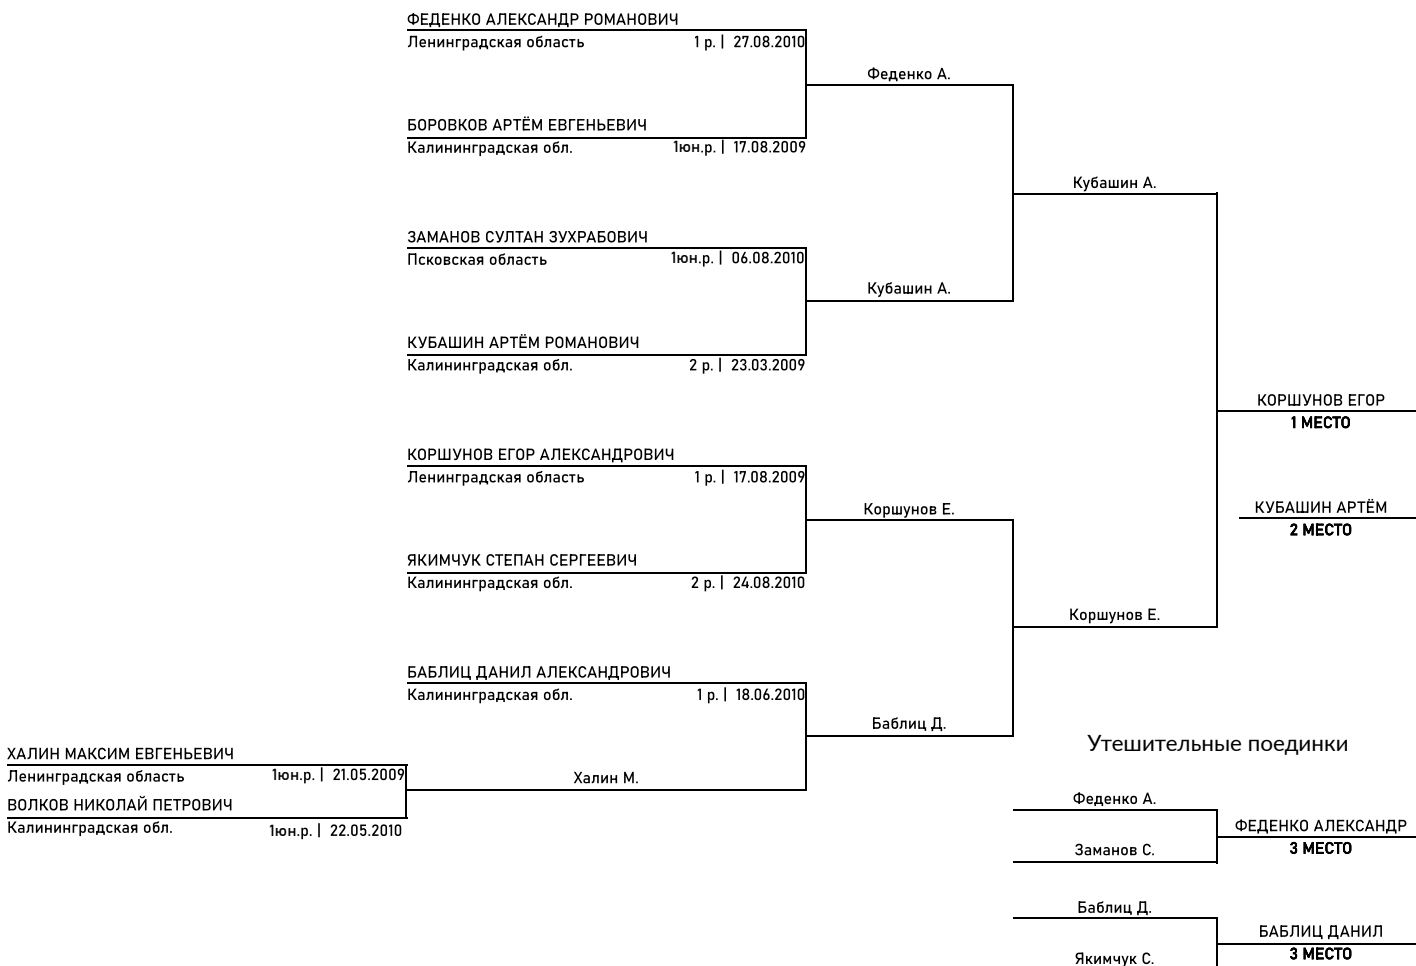 ФЕДЕНКО АЛЕКСАНДР РОМАНОВИЧ
Ленинградская область 1 р. | 27.08.2010
Феденко А.
БОРОВКОВ АРТЁМ ЕВГЕНЬЕВИЧ
Калининградская обл. 1юн.р. | 17.08.2009
Кубашин А.
ЗАМАНОВ СУЛТАН ЗУХРАБОВИЧ
Псковская область 1юн.р. | 06.08.2010
Кубашин А.
КУБАШИН АРТЁМ РОМАНОВИЧ
Калининградская обл. 2 р. | 23.03.2009
КОРШУНОВ ЕГОР
1 МЕСТО
КОРШУНОВ ЕГОР АЛЕКСАНДРОВИЧ
Ленинградская область 1 р. | 17.08.2009
Коршунов Е.
КУБАШИН АРТЁМ
2 МЕСТО
ЯКИМЧУК СТЕПАН СЕРГЕЕВИЧ
Калининградская обл. 2 р. | 24.08.2010
Коршунов Е.
БАБЛИЦ ДАНИЛ АЛЕКСАНДРОВИЧ
Калининградская обл. 1 р. | 18.06.2010
Баблиц Д.
ХАЛИН МАКСИМ ЕВГЕНЬЕВИЧ
Ленинградская область 1юн.р. | 21.05.2009
Халин М.
ВОЛКОВ НИКОЛАЙ ПЕТРОВИЧ
Калининградская обл. 1юн.р. | 22.05.2010
Утешительные поединки
Феденко А.
ФЕДЕНКО АЛЕКСАНДР
3 МЕСТО
Заманов С.
Баблиц Д.
БАБЛИЦ ДАНИЛ
3 МЕСТО
Якимчук С.